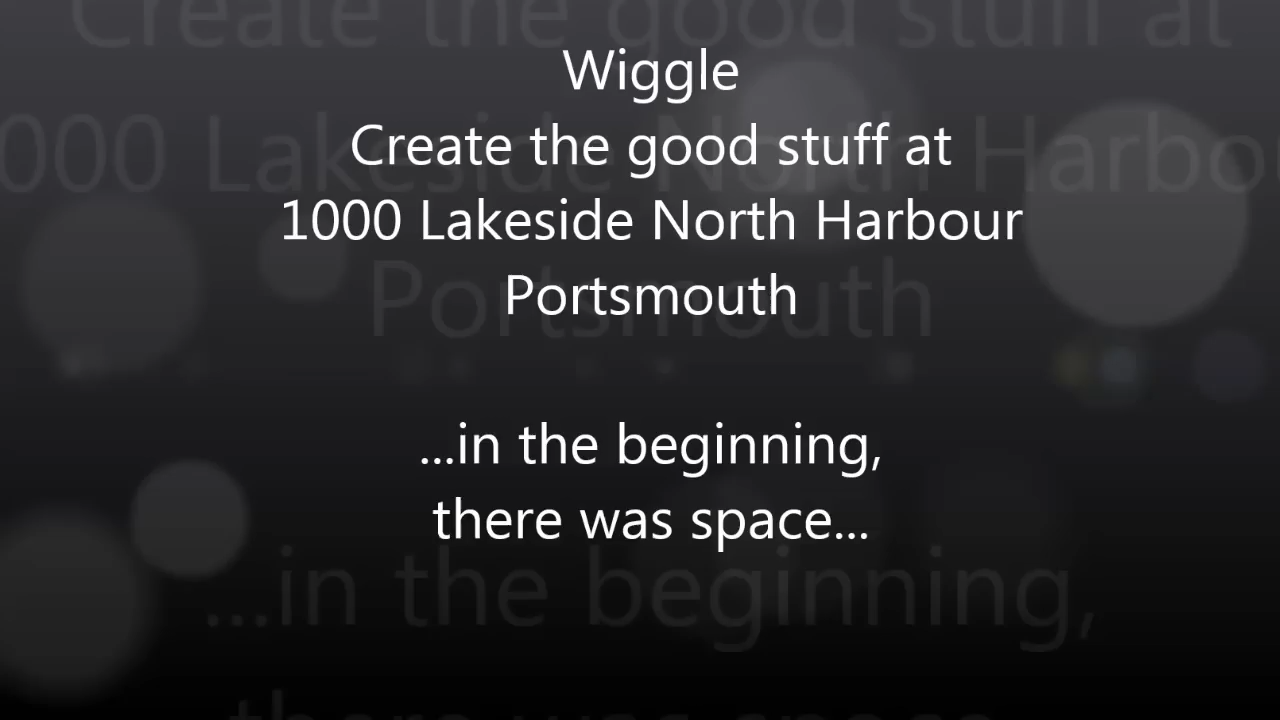 Wiggle
Create the good stuff at
1000 Lakeside North Harbour
Portsmouth
...in the beginning,
there was space...